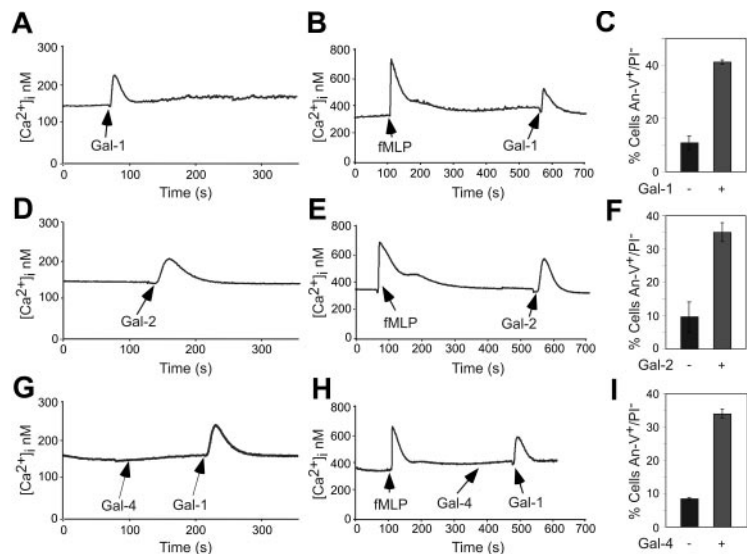 A
[Ca2+]i nM
300
200
100
0
Gal-1
0 100 200 300
Time (s)
B
[Ca2+]i nM
800
600
400
200
0
fMLP
Gal-1
0 100 200 300 400 500 600 700
Time (s)
C
% Cells An-V+/PI-
40
20
0
Gal-1 - +
D
[Ca2+]i nM
300
200
100
0
Gal-2
0 100 200 300
Time (s)
E
[Ca2+]i nM
800
600
400
200
0
fMLP
Gal-2
0 100 200 300 400 500 600 700
Time (s)
F
% Cells An-V+/PI-
40
30
20
10
0
Gal-2 - +
G
[Ca2+]i nM
300
200
100
0
Gal-4
Gal-1
0 100 200 300
Time (s)
H
[Ca2+]i nM
800
600
400
200
0
fMLP
Gal-4
Gal-1
0 100 200 300 400 500 600 700
Time (s)
I
% Cells An-V+/PI-
40
30
20
10
0
Gal-4 - +